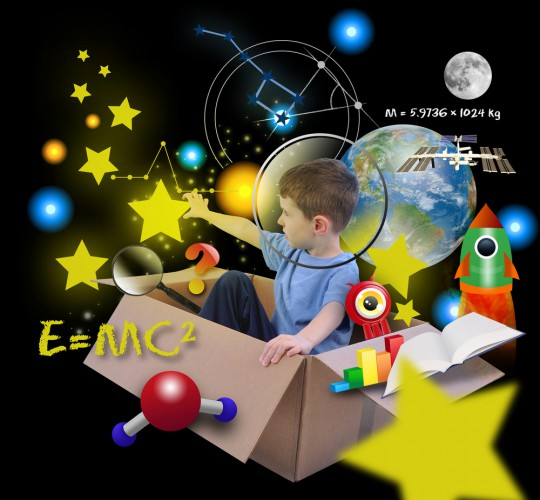 M = 5.9736 x 1024 kg
?
E=MC²